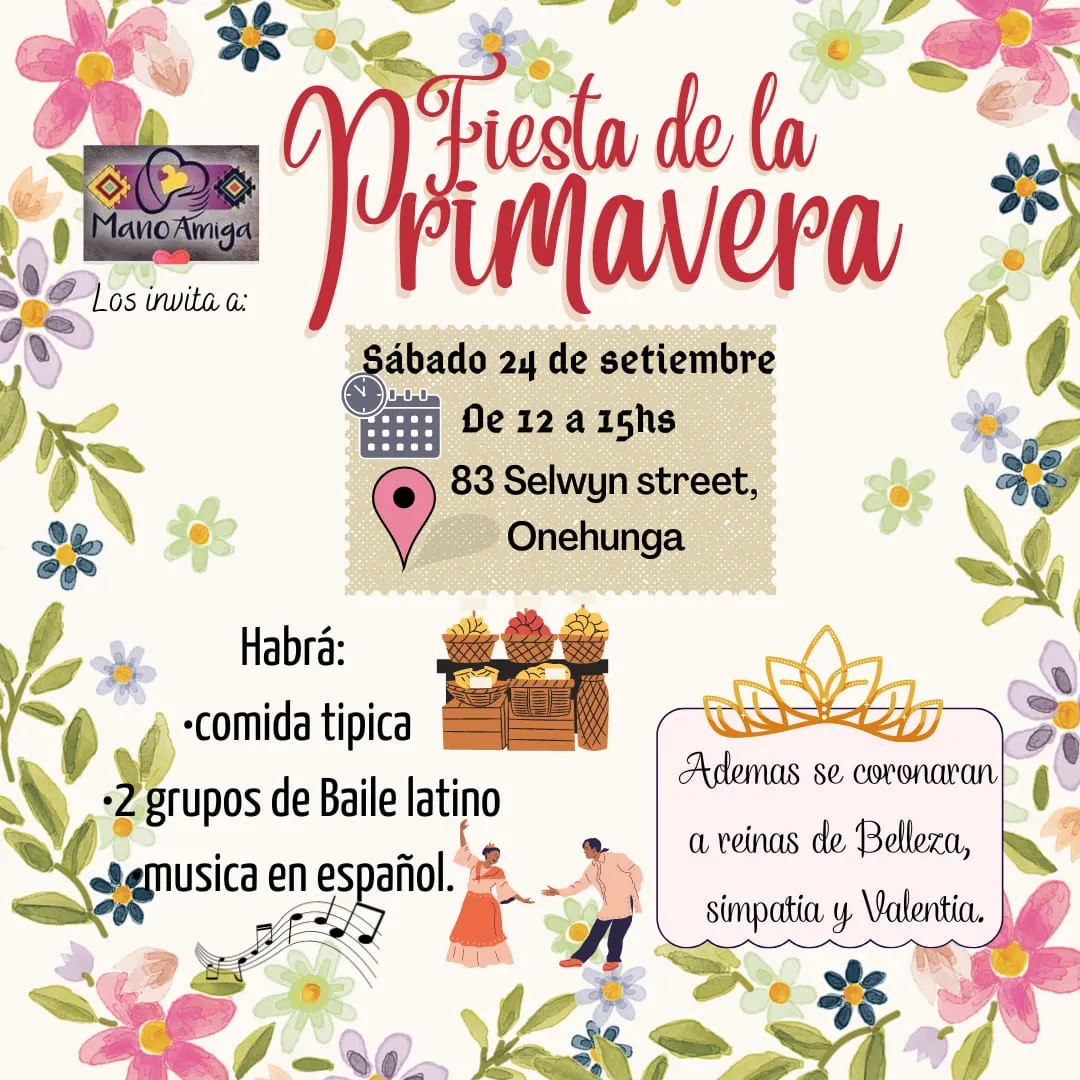 Fiesta de la
Primavera
Mano Amiga
Los invita a:
Sábado 24 de setiembre
De 12 a 15hs
83 Selwyn street,
Onehunga
Habrá:
•comida tipica
•2 grupos de Baile latino
•musica en español.
Ademas se coronaran
a reinas de Belleza,
simpatia y Valentia.